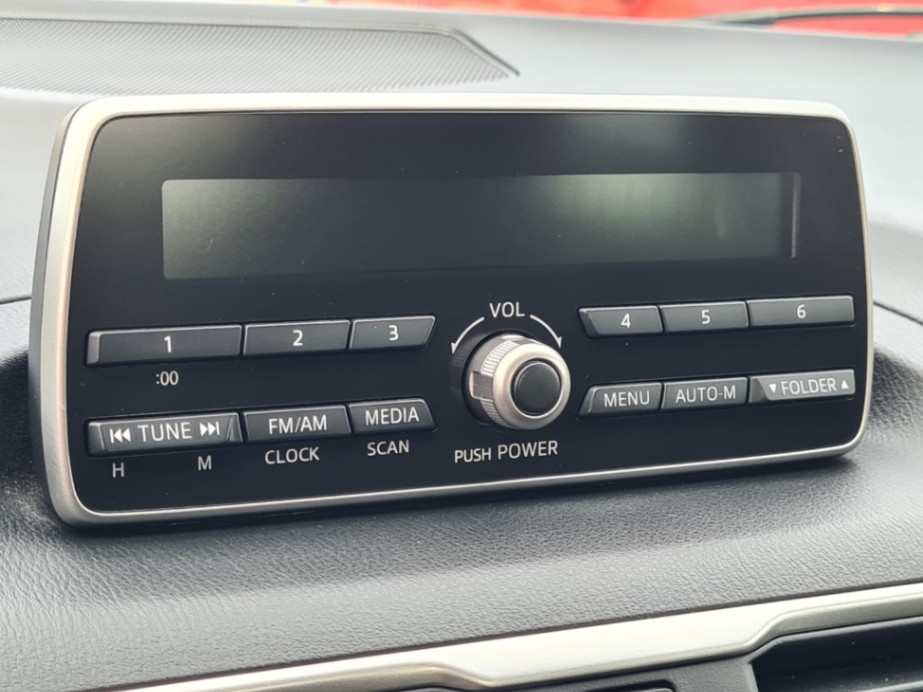 VOL
1 2 3 4 5 6
:00
⏮ TUNE ⏭ FM/AM MEDIA MENU AUTO-M ▼FOLDER▲
H M CLOCK SCAN PUSH POWER